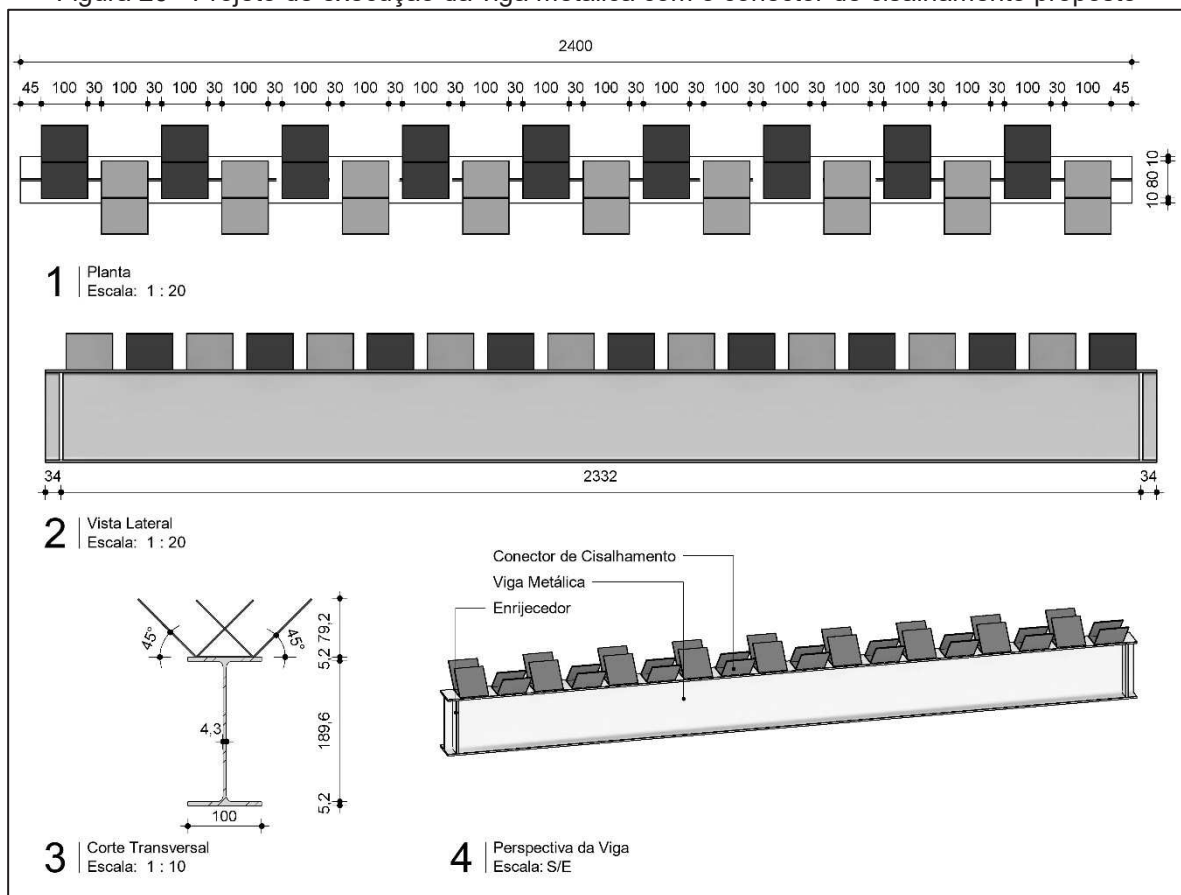 Figura - Projeto de execução da viga metálica com o conector de cisalhamento proposto
2400
45 100 30 100 30 100 30 100 30 100 30 100 30 100 30 100 30 100 30 100 30 100 30 100 30 100 30 100 30 100 30 100 30 100 30 100 45
10 80 10
1 Planta
Escala: 1 : 20
34 2332 34
2 Vista Lateral
Escala: 1 : 20
45° 45°
79,2
5,2
4,3
189,6
5,2
100
3 Corte Transversal
Escala: 1 : 10
Conector de Cisalhamento
Viga Metálica
Enrijecedor
4 Perspectiva da Viga
Escala: S/E